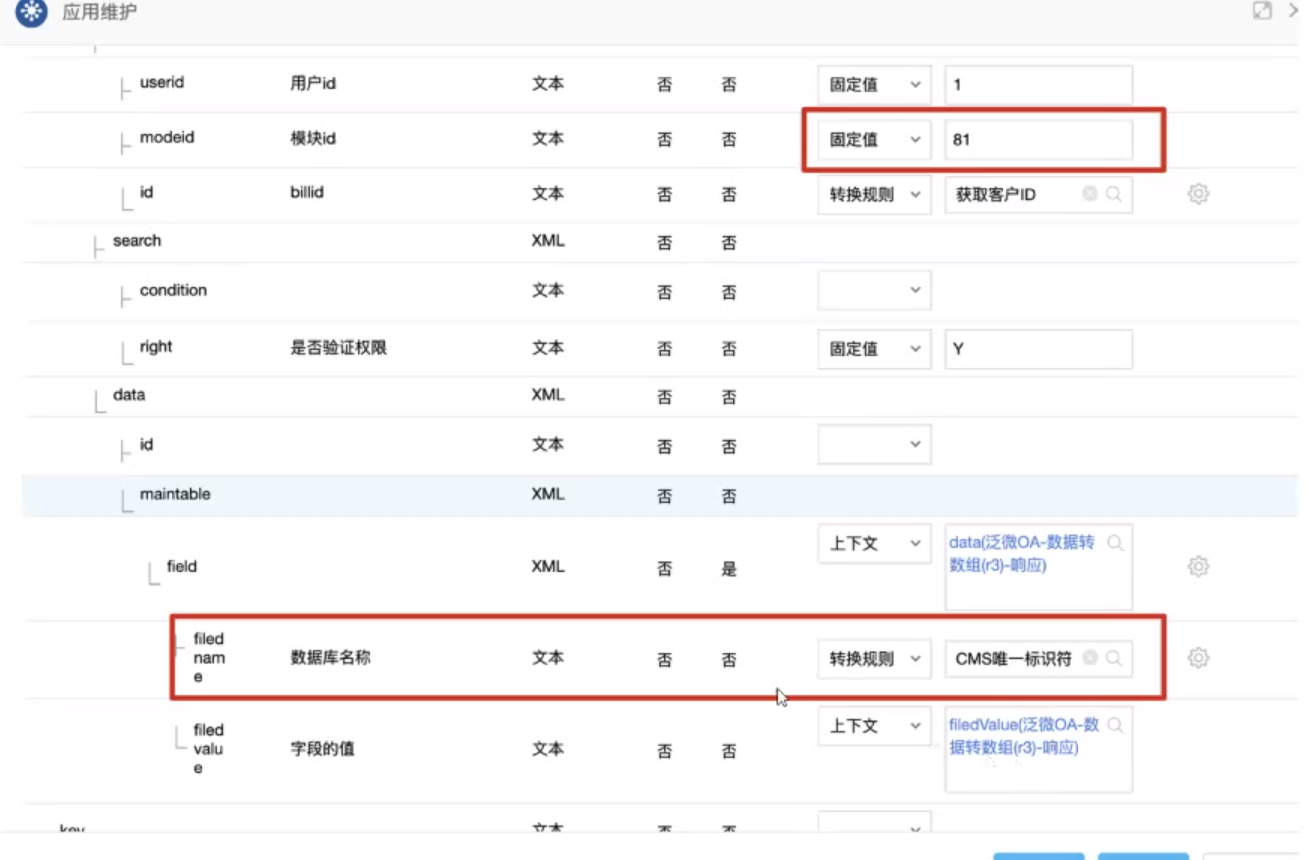 应用维护
userid 用户id 文本 否 否 固定值 1
modeid 模块id 文本 否 否 固定值 81
id billid 文本 否 否 转换规则 获取客户ID
search XML 否 否
condition 文本 否 否
right 是否验证权限 文本 否 否 固定值 Y
data XML 否 否
id 文本 否 否
maintable XML 否 否
field XML 否 是 上下文 data(泛微OA-数据转
数组(r3)-响应)
filed
nam
e 数据库名称 文本 否 否 转换规则 CMS唯一标识符
filed
valu
e 字段的值 文本 否 否 上下文 filedValue(泛微OA-数
据转数组(r3)-响应)
key 文本 否 否